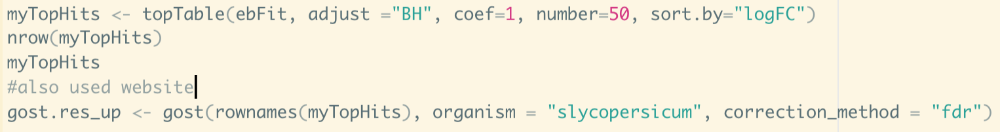 myTopHits <- topTable(ebFit, adjust ="BH", coef=1, number=50, sort.by="logFC")
nrow(myTopHits)
myTopHits
#also used website
gost.res_up <- gost(rownames(myTopHits), organism = "slycopersicum", correction_method = "fdr")